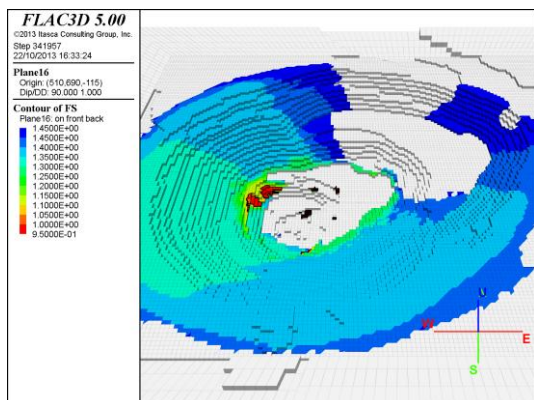 FLAC3D 5.00
©2013 Itasca Consulting Group, Inc.
Step 341957
22/10/2013 16:33:24
Plane16
Origin: (510,690,-115)
Dip/DD: 90.000 1.000
Contour of FS
Plane16: on front back
1.4500E+00
1.4500E+00
1.4000E+00
1.3500E+00
1.3000E+00
1.2500E+00
1.2000E+00
1.1500E+00
1.1000E+00
1.0500E+00
1.0000E+00
9.5000E-01
U
W
E
S